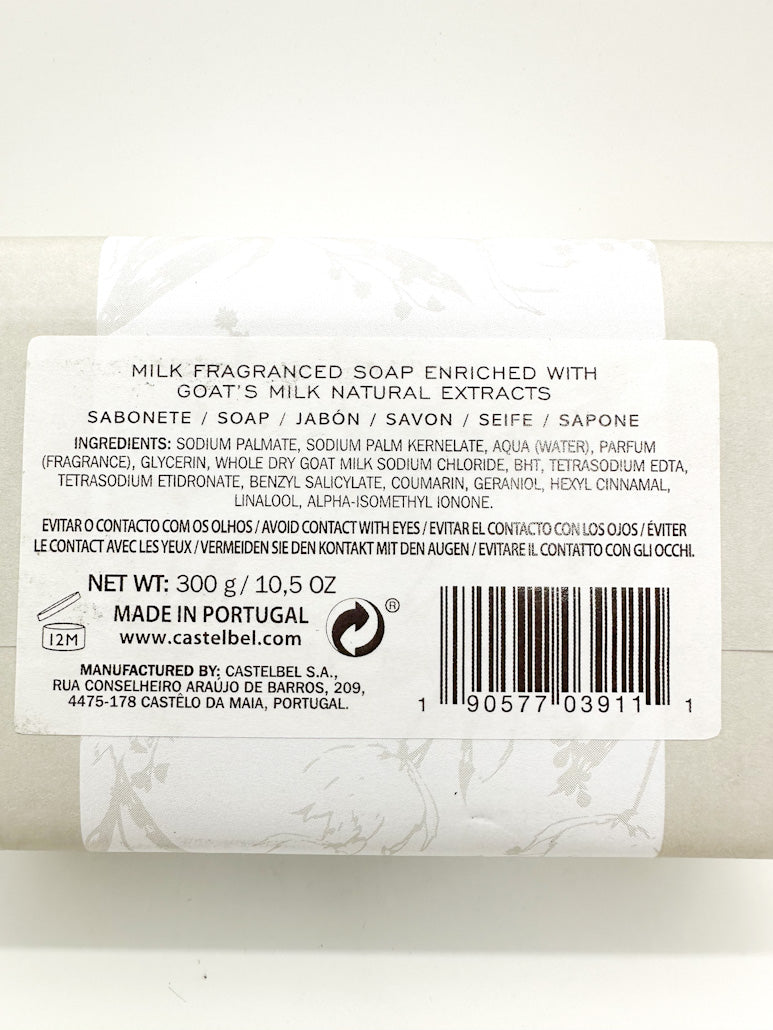 MILK FRAGRANCED SOAP ENRICHED WITH
GOAT'S MILK NATURAL EXTRACTS
SABONETE / SOAP / JABÓN / SAVON / SEIFE / SAPONE
INGREDIENTS: SODIUM PALMATE, SODIUM PALM KERNELATE, AQUA (WATER), PARFUM
(FRAGRANCE), GLYCERIN, WHOLE DRY GOAT MILK SODIUM CHLORIDE, BHT, TETRASODIUM EDTA,
TETRASODIUM ETIDRONATE, BENZYL SALICYLATE, COUMARIN, GERANIOL, HEXYL CINNAMAL,
LINALOOL, ALPHA-ISOMETHYL IONONE.
EVITAR O CONTACTO COM OS OLHOS / AVOID CONTACT WITH EYES / EVITAR EL CONTACTO CON LOS OJOS / ÉVITER
LE CONTACT AVEC LES YEUX / VERMEIDEN SIE DEN KONTAKT MIT DEN AUGEN / EVITARE IL CONTATTO CON GLI OCCHI.
NET WT: 300 g / 10,5 OZ
MADE IN PORTUGAL
www.castelbel.com
12M
®
MANUFACTURED BY: CASTELBEL S.A.,
RUA CONSELHEIRO ARAÚJO DE BARROS, 209,
4475-178 CASTÊLO DA MAIA, PORTUGAL.
1 90577 03911 1